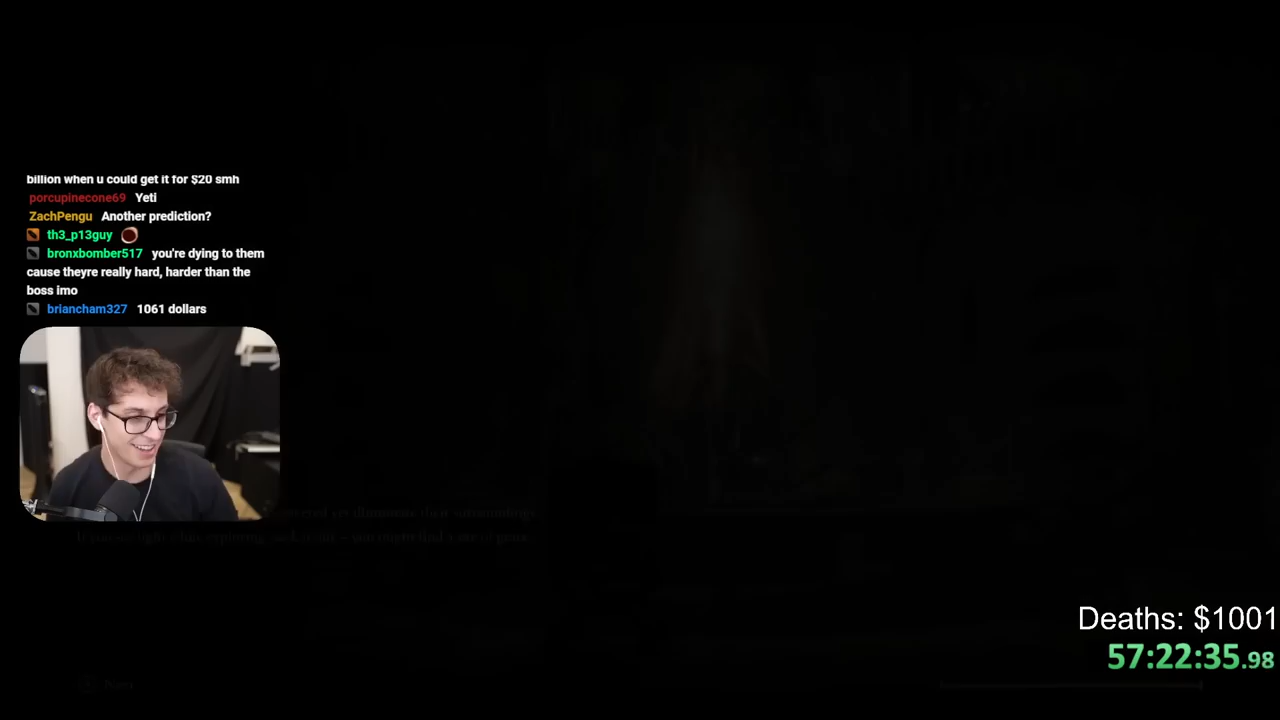 billion when u could get it for $20 smh
porcupinecone69 Yeti
ZachPengu Another prediction?
th3_p13guy
bronxbomber517 you're dying to them
cause theyre really hard, harder than the
boss imo
briancham327 1061 dollars
Deaths: $1001
57:22:35.98